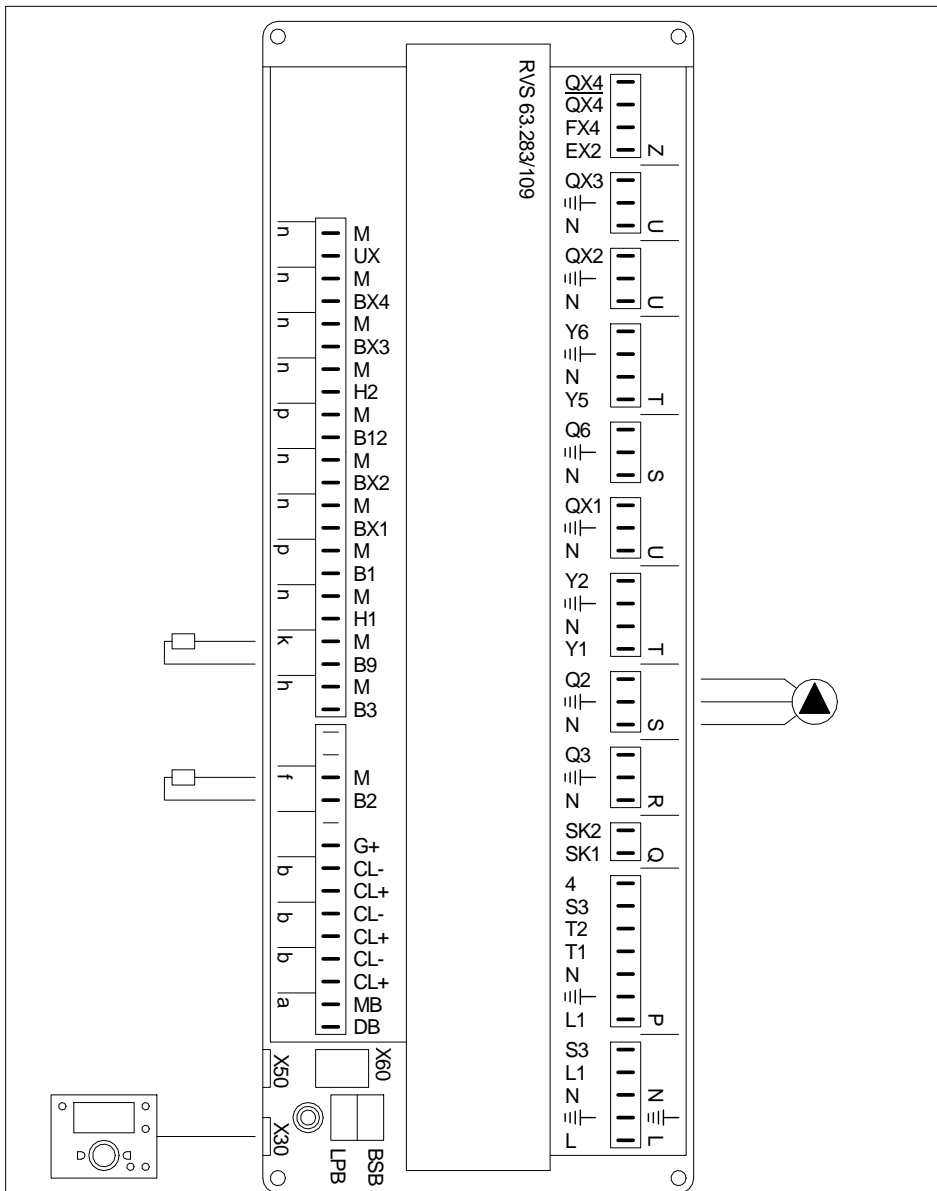 RVS 63.283/109
n
n
n
n
p
n
n
p
n
k
h
f
b
b
b
a
M
UX
M
BX4
M
BX3
M
H2
M
B12
M
BX2
M
BX1
M
B1
M
H1
M
B9
M
B3
M
B2
G+
CL-
CL+
CL-
CL+
CL-
CL+
MB
DB
X50
X60
X30
LPB
BSB
QX4
QX4
FX4
EX2
Z
QX3
N
U
QX2
N
U
Y6
N
Y5
T
Q6
N
S
QX1
N
U
Y2
N
Y1
T
Q2
N
S
Q3
N
R
SK2
SK1
Q
4
S3
T2
T1
N
L1
P
S3
L1
N
L
N
L